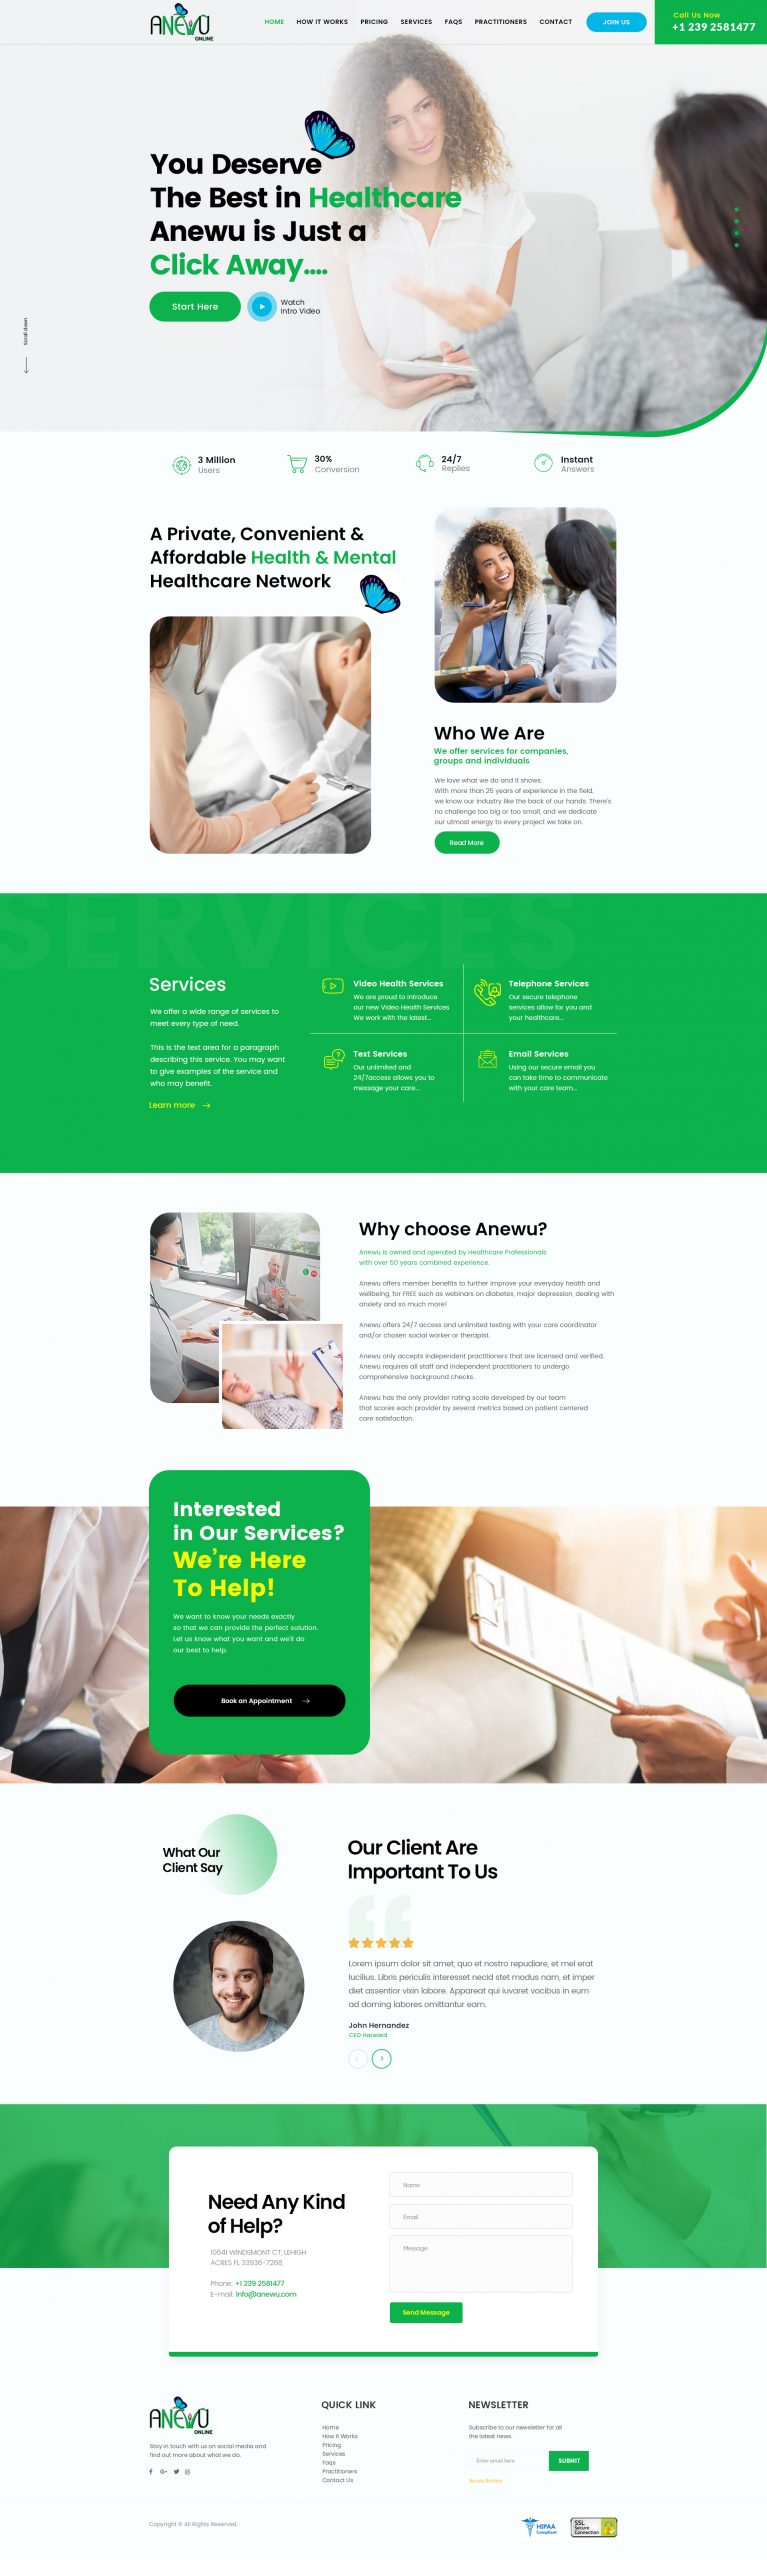 ANEWU
ONLINE
HOME
HOW IT WORKS
PRICING
SERVICES
FAQS
PRACTITIONERS
CONTACT
JOIN US
Call Us Now
+1 239 2581477
You Deserve
The Best in Healthcare
Anewu is Just a
Click Away....
Start Here
Watch
Intro Video
Scroll down
3 Million
Users
30%
Conversion
24/7
Replies
Instant
Answers
A Private, Convenient &
Affordable Health & Mental
Healthcare Network
Who We Are
We offer services for companies,
groups and individuals
We love what we do and it shows.
With more than 25 years of experience in the field,
we know our industry like the back of our hands. There's
no challenge too big or too small, and we dedicate
our utmost energy to every project we take on.
Read More
SERVICES
Services
We offer a wide range of services to
meet every type of need.
This is the text area for a paragraph
describing this service. You may want
to give examples of the service and
who may benefit.
Learn more
Video Health Services
We are proud to introduce
our new Video Health Services
We work with the latest...
Telephone Services
Our secure telephone
services allow for you and
your healthcare...
Text Services
Our unlimited and
24/7access allows you to
message your care...
Email Services
Using our secure email you
can take time to communicate
with your care team...
Why choose Anewu?
Anewu is owned and operated by Healthcare Professionals
with over 50 years combined experience.
Anewu offers member benefits to further improve your everyday health and
wellbeing, for FREE such as webinars on diabetes, major depression, dealing with
anxiety and so much more!
Anewu offers 24/7 access and unlimited texting with your care coordinator
and/or chosen social worker or therapist.
Anewu only accepts independent practitioners that are licensed and verified.
Anewu requires all staff and independent practitioners to undergo
comprehensive background checks.
Anewu has the only provider rating scale developed by our team
that scores each provider by several metrics based on patient centered
care satisfaction.
Interested
in Our Services?
We're Here
To Help!
We want to know your needs exactly
so that we can provide the perfect solution.
Let us know what you want and we'll do
our best to help.
Book an Appointment
What Our
Client Say
Our Client Are
Important To Us
Lorem ipsum dolor sit amet, quo et nostro repudiare, et mel erat
lucilius. Libris periculis interesset necId stet modus nam, et imper
diet assentior vixin labore. Appareat qui iuvaret vocibus in eum
ad doming labores omittantur eam.
John Hernandez
CEO Harward
Need Any Kind
of Help?
10641 WINDSMONT CT, LEHIGH
ACRES FL 33936-7268,
Phone: +1 239 2581477
E-mail: info@anewu.com
Name
Email
Message
Send Message
ANEWU
ONLINE
Stay in touch with us on social media and
find out more about what we do.
QUICK LINK
Home
How it Works
Pricing
Services
Faqs
Practitioners
Contact Us
NEWSLETTER
Subscribe to our newsletter for all
the latest news.
Enter email here
SUBMIT
Access Archive
Copyright © All Rights Reserved
HIPAA
Compliant
SSL
Secure
Connection